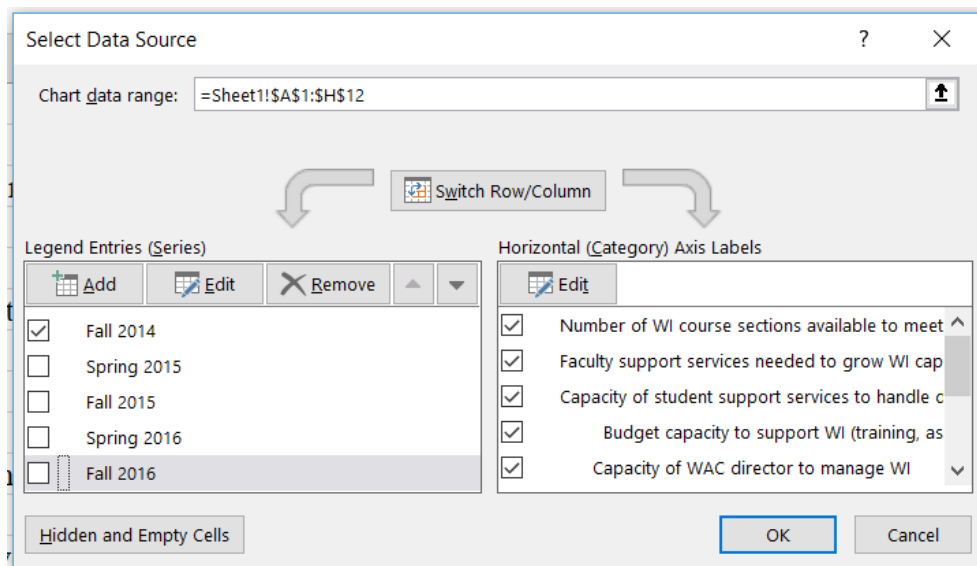 Select Data Source
?
Chart data range:
=Sheet1!$A$1:$H$12
Switch Row/Column
Legend Entries (Series)
Add
Edit
Remove
Fall 2014
Spring 2015
Fall 2015
Spring 2016
Fall 2016
Horizontal (Category) Axis Labels
Edit
Number of WI course sections available to meet
Faculty support services needed to grow WI cap
Capacity of student support services to handle
Budget capacity to support WI (training, as
Capacity of WAC director to manage WI
Hidden and Empty Cells
OK
Cancel